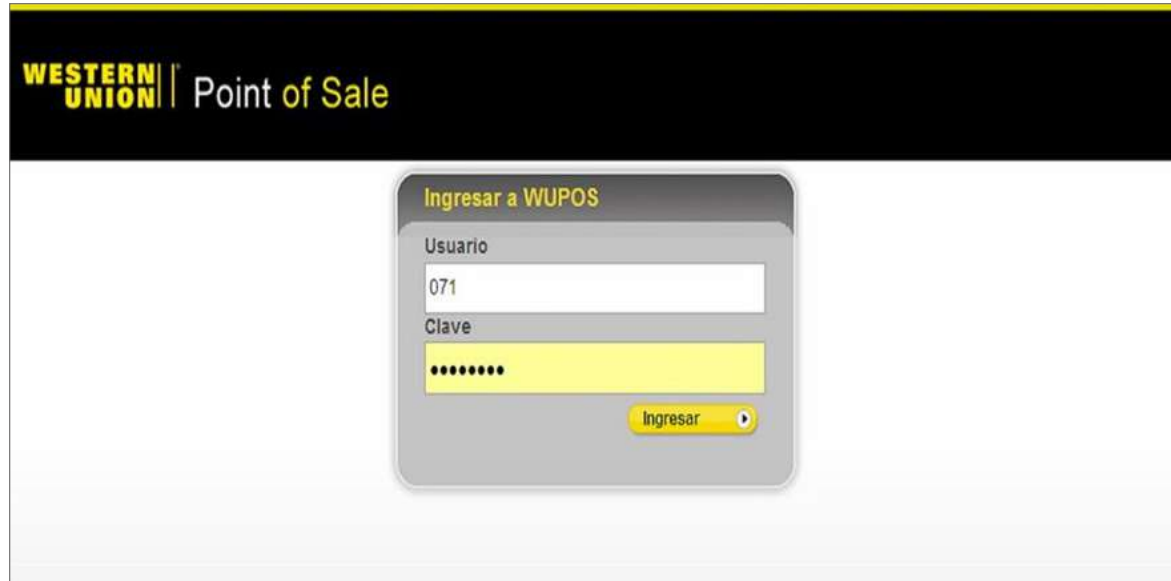 WESTERN
UNION Point of Sale
Ingresar a WUPOS
Usuario
071
Clave
••••••••
Ingresar